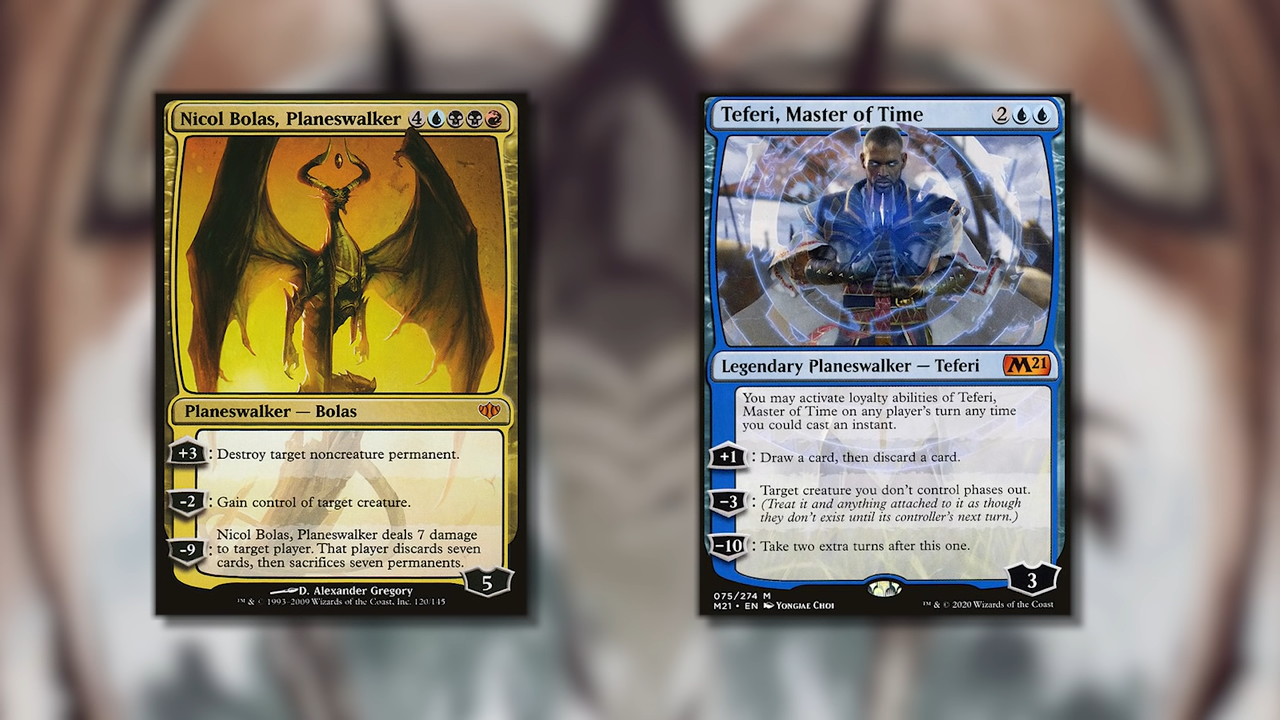 Nicol Bolas, Planeswalker 4
Planeswalker — Bolas
+3: Destroy target noncreature permanent.
-2: Gain control of target creature.
Nicol Bolas, Planeswalker deals 7 damage
-9: to target player. That player discards seven
cards, then sacrifices seven permanents.
5
D. Alexander Gregory
™ & © 1993–2009 Wizards of the Coast, Inc. 120/145
Teferi, Master of Time 2
Legendary Planeswalker — Teferi M21
You may activate loyalty abilities of Teferi,
Master of Time on any player's turn any time
you could cast an instant.
+1: Draw a card, then discard a card.
Target creature you don't control phases out.
−3: (Treat it and anything attached to it as though
they don't exist until its controller's next turn.)
−10: Take two extra turns after this one.
3
075/274 M
M21 • EN Yongjae Choi
™ & © 2020 Wizards of the Coast